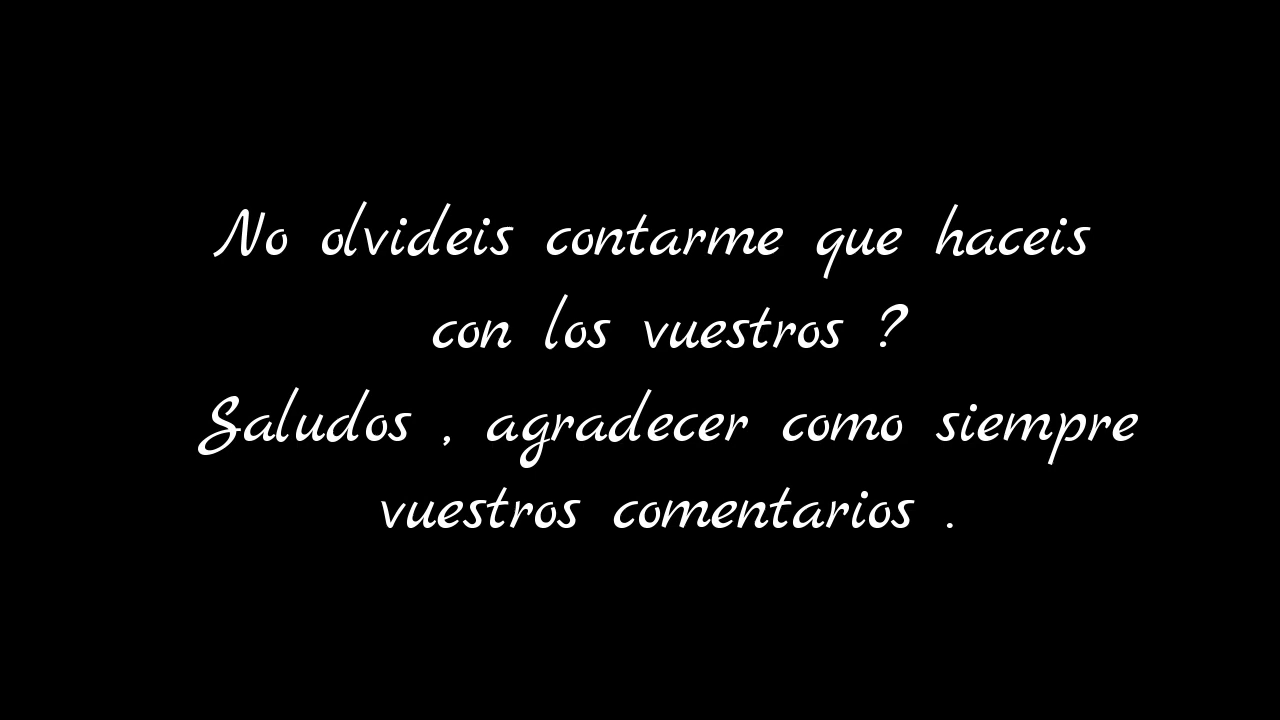 No olvideis contarme que haceis
con los vuestros ?
Saludos , agradecer como siempre
vuestros comentarios .